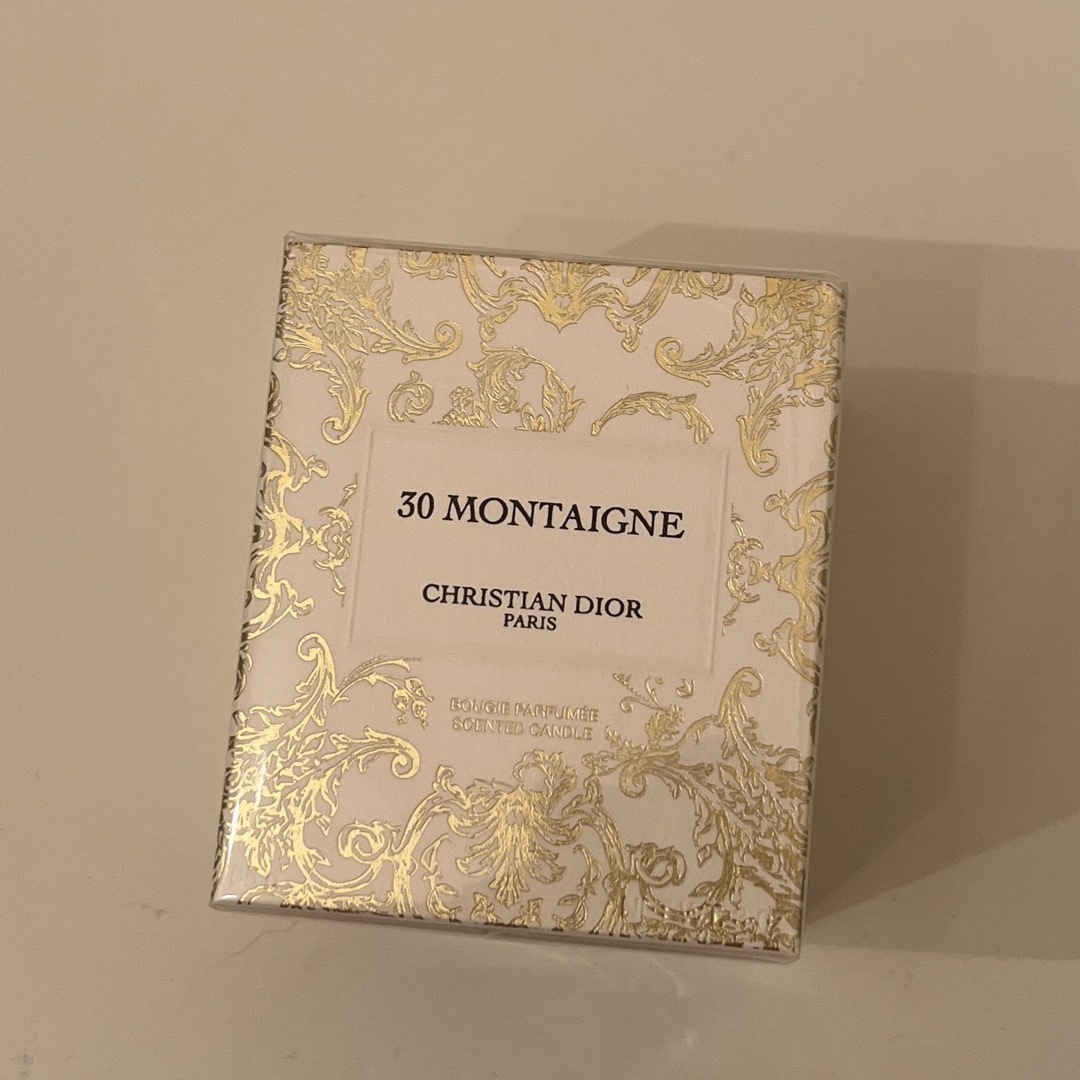 30 MONTAIGNE
CHRISTIAN DIOR
PARIS
BOUGIE PARFUMÉE
SCENTED CANDLE